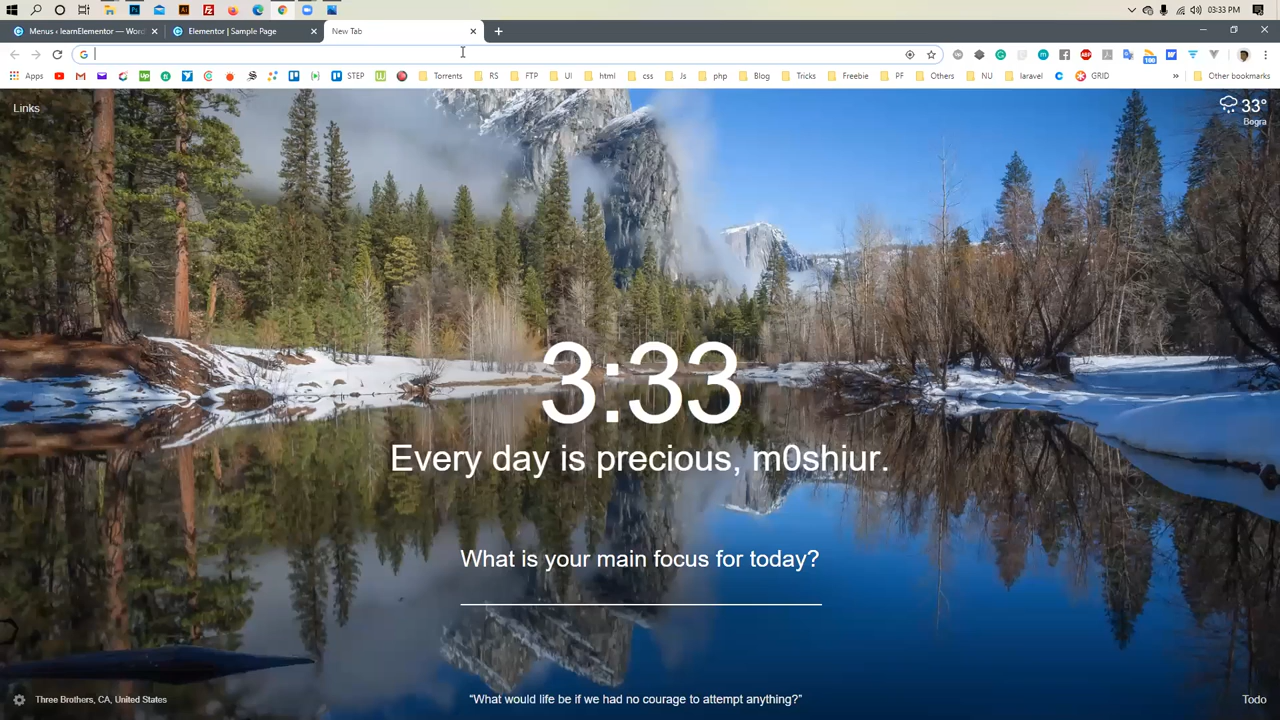 03:33 PM
Menus ‹ learnElementor — Word
Elementor | Sample Page
New Tab
Apps
STEP
Torrents
RS
FTP
UI
html
css
Js
php
Blog
Tricks
Freebie
PF
Others
NU
laravel
GRID
»
Other bookmarks
Links
33°
Bogra
3:33
Every day is precious, m0shiur.
What is your main focus for today?
Three Brothers, CA, United States
“What would life be if we had no courage to attempt anything?”
Todo